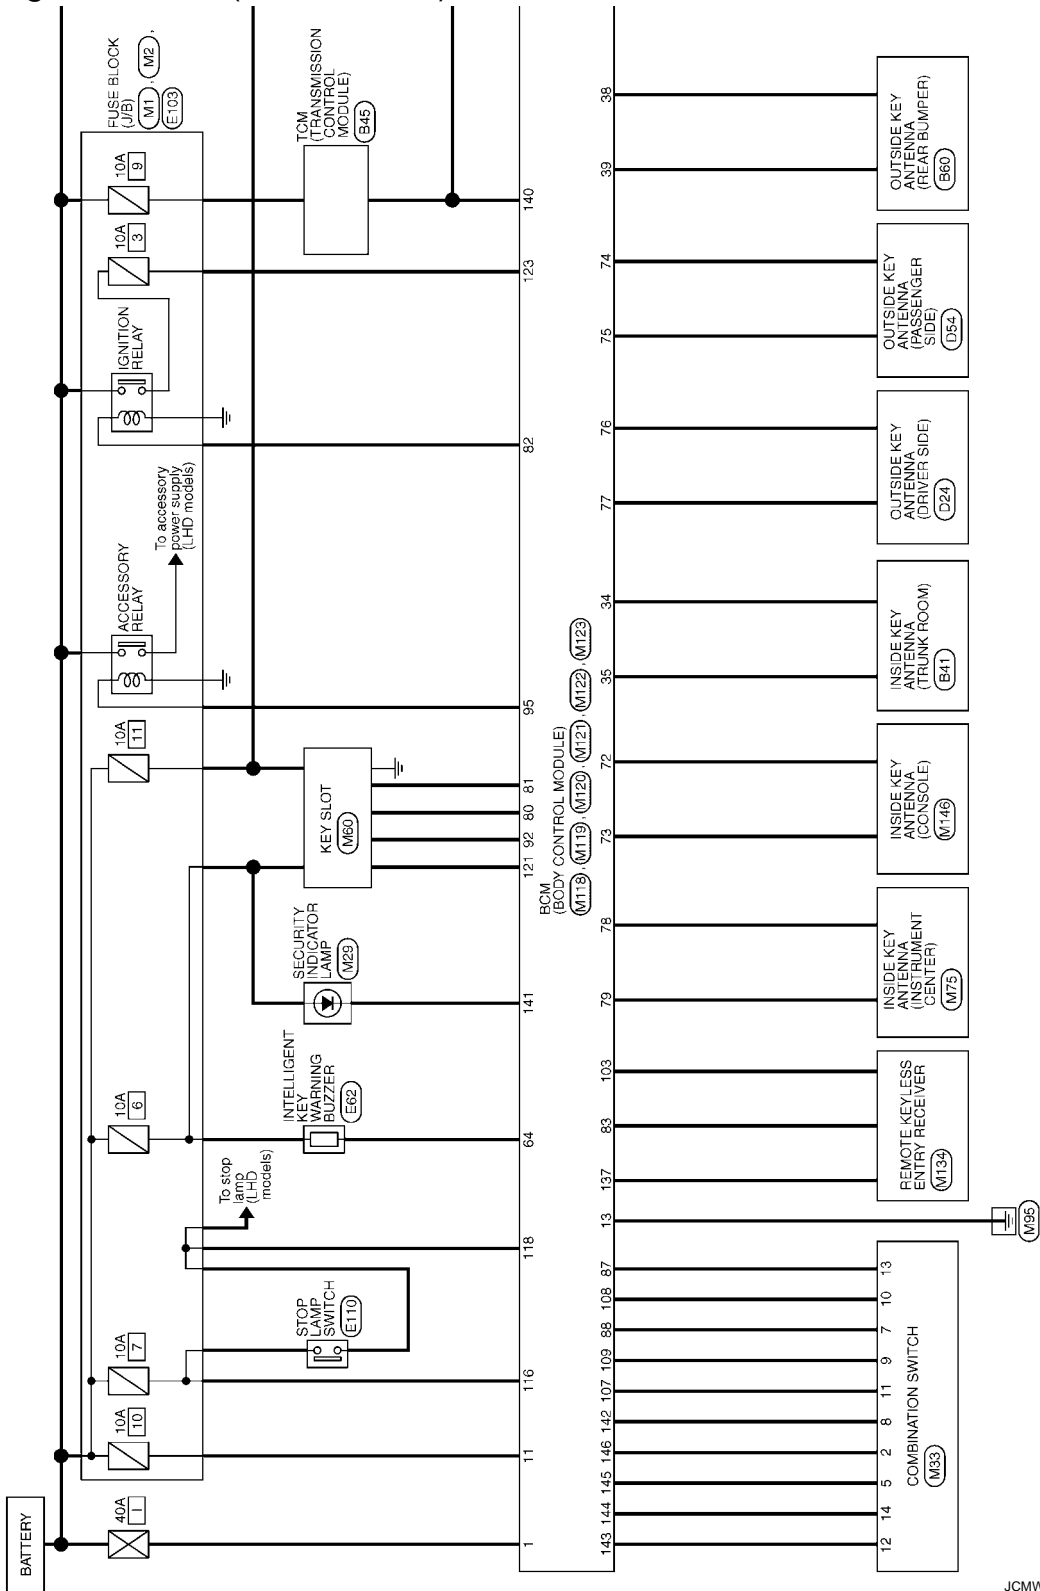 BATTERY
40A
I
10A
10
10A
7
10A
6
10A
11
10A
3
10A
9
FUSE BLOCK
(J/B)
M1 , M2 ,
E103
ACCESSORY
RELAY
To accessory
power supply
(LHD models)
IGNITION
RELAY
To stop
lamp
(LHD
models)
STOP
LAMP
SWITCH
E110
INTELLIGENT
KEY
WARNING
BUZZER
E62
SECURITY
INDICATOR
LAMP
M29
KEY SLOT
M60
TCM
(TRANSMISSION
CONTROL
MODULE)
B45
1
11
116
118
64
141
121
92
80
81
95
82
123
140
BCM
(BODY CONTROL MODULE)
M118 , M119 , M120 , M121 , M122 , M123
143
144
145
146
142
107
109
88
108
87
13
137
83
103
79
78
73
72
35
34
77
76
75
74
39
38
12
14
5
2
8
11
9
7
10
13
COMBINATION SWITCH
M33
M95
REMOTE KEYLESS
ENTRY RECEIVER
M134
INSIDE KEY
ANTENNA
(INSTRUMENT
CENTER)
M75
INSIDE KEY
ANTENNA
(CONSOLE)
M146
INSIDE KEY
ANTENNA
(TRUNK ROOM)
B41
OUTSIDE KEY
ANTENNA
(DRIVER SIDE)
D24
OUTSIDE KEY
ANTENNA
(PASSENGER
SIDE)
D54
OUTSIDE KEY
ANTENNA
(REAR BUMPER)
B60
JCMW